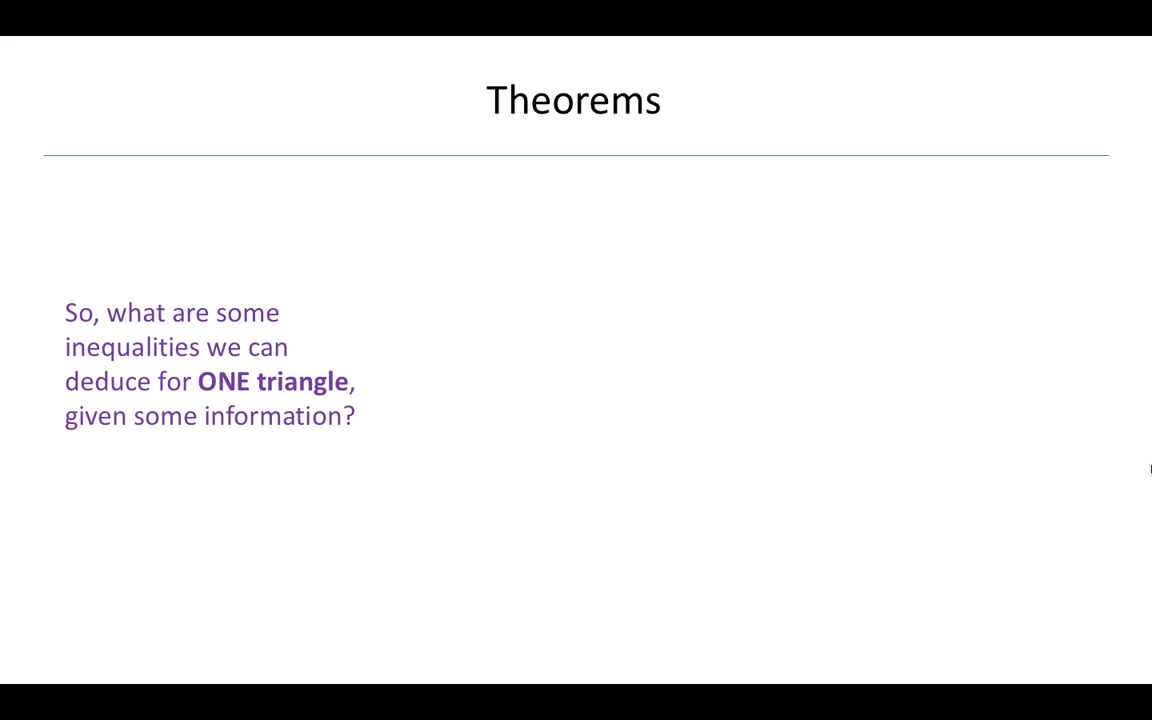 Theorems
So, what are some
inequalities we can
deduce for ONE triangle,
given some information?